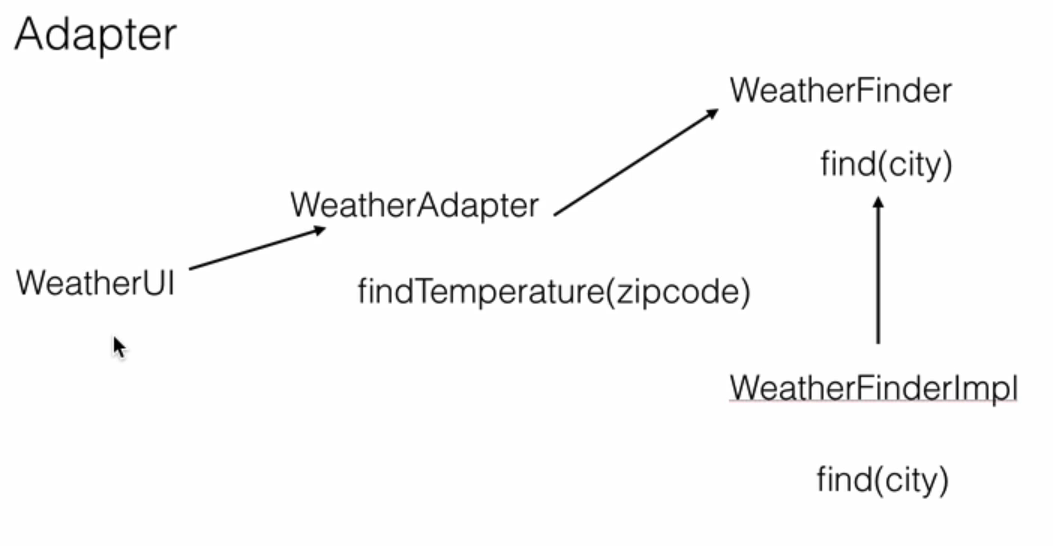 Adapter
WeatherFinder
find(city)
WeatherAdapter
WeatherUI
findTemperature(zipcode)
WeatherFinderImpl
find(city)